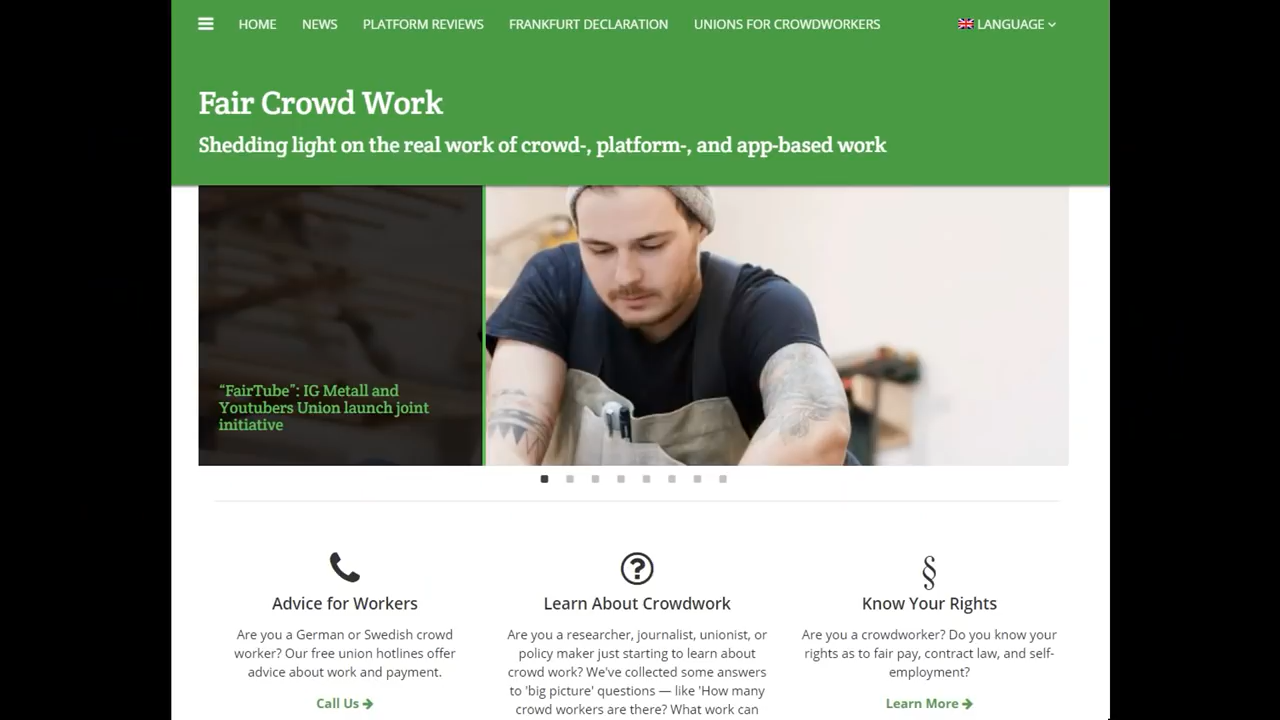 HOME NEWS PLATFORM REVIEWS FRANKFURT DECLARATION UNIONS FOR CROWDWORKERS LANGUAGE
Fair Crowd Work
Shedding light on the real work of crowd-, platform-, and app-based work
“FairTube”: IG Metall and
Youtubers Union launch joint
initiative
Advice for Workers
Are you a German or Swedish crowd
worker? Our free union hotlines offer
advice about work and payment.
Call Us
Learn About Crowdwork
Are you a researcher, journalist, unionist, or
policy maker just starting to learn about
crowd work? We've collected some answers
to 'big picture' questions — like 'How many
crowd workers are there? What work can
§
Know Your Rights
Are you a crowdworker? Do you know your
rights as to fair pay, contract law, and self-
employment?
Learn More